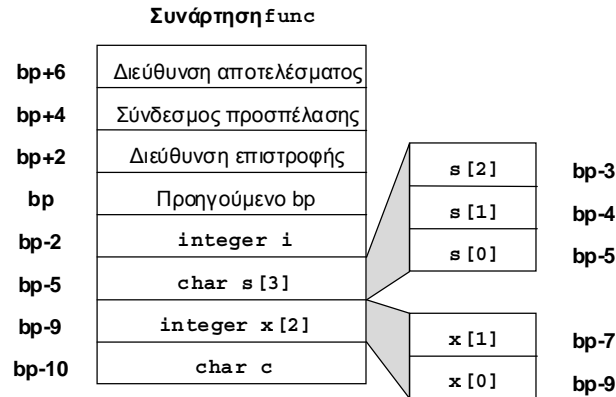 Συνάρτηση func
bp+6 Διεύθυνση αποτελέσματος
bp+4 Σύνδεσμος προσπέλασης
bp+2 Διεύθυνση επιστροφής
bp Προηγούμενο bp
bp-2 integer i
bp-5 char s[3]
bp-9 integer x[2]
bp-10 char c
s[2] bp-3
s[1] bp-4
s[0] bp-5
x[1] bp-7
x[0] bp-9